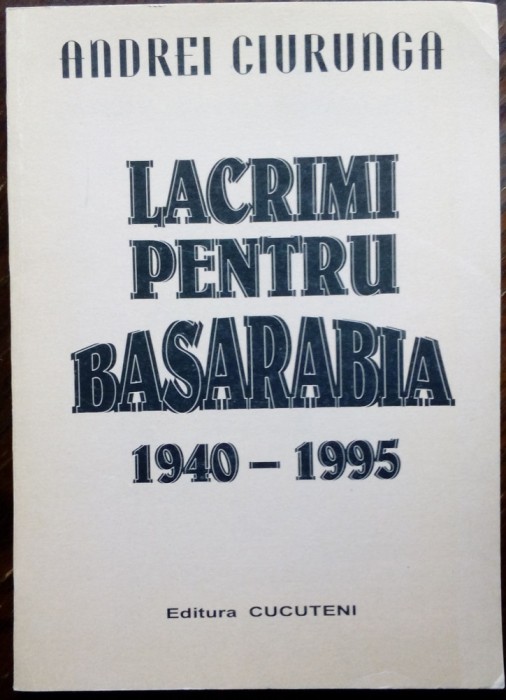 ANDREI CIURUNGA
LACRIMI
PENTRU
BASARABIA
1940 – 1995
Editura CUCUTENI